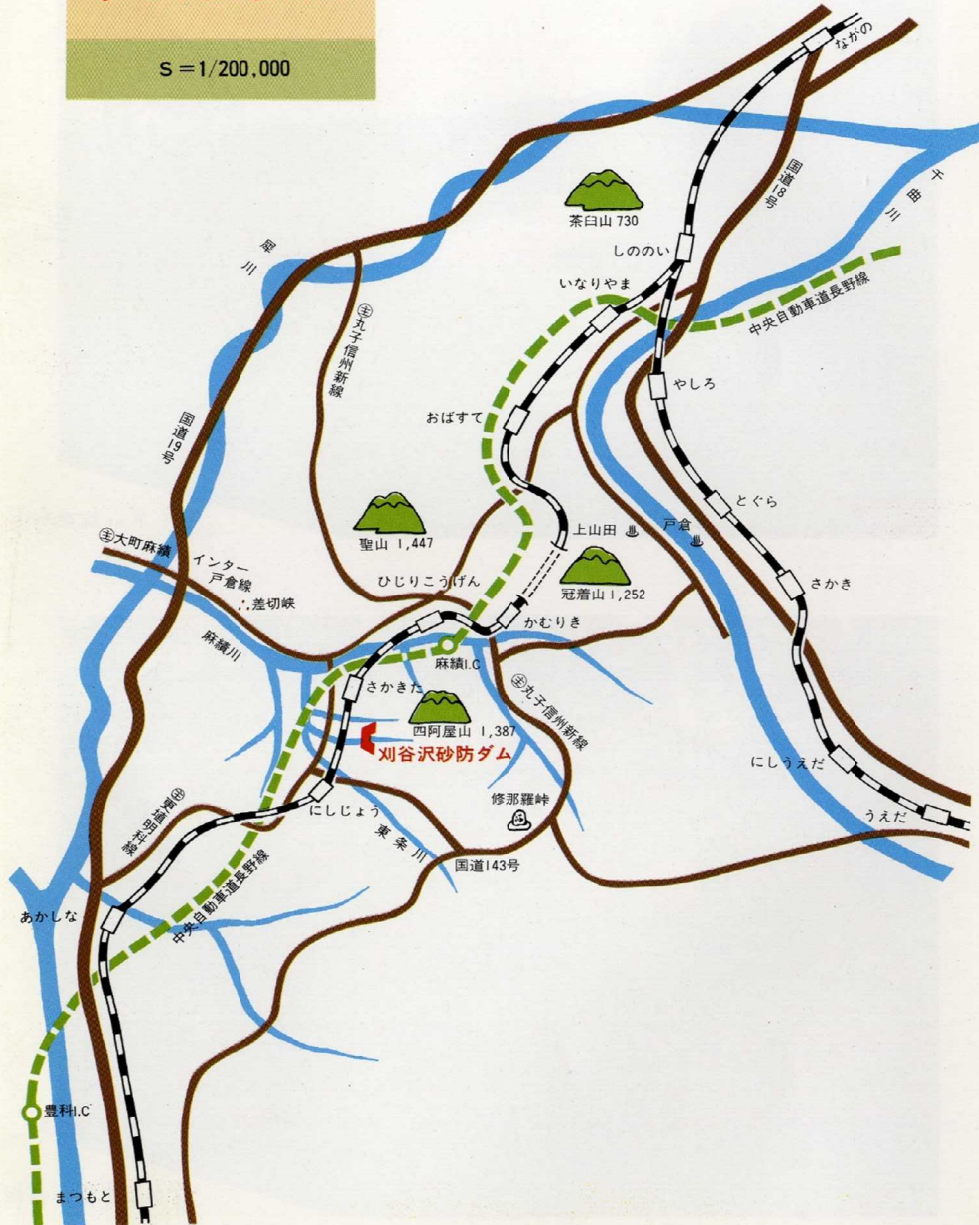 S=1/200,000
ながの
国道18号
千曲川
茶臼山 730
しののい
犀川
いなりやま
中央自動車道長野線
㊤丸子信州新線
やしろ
おばすて
国道19号
とぐら
上山田
戸倉
聖山 1,447
㊤大町麻績
インター
戸倉線
ひじりこうげん
冠着山 1,252
さかき
差切峡
かむりき
麻績川
麻績I.C
さかきた
㊤丸子信州新線
四阿屋山 1,387
刈谷沢砂防ダム
にしうえだ
修那羅峠
にしじょう
うえだ
㊤更埴明科線
東条川
国道143号
中央自動車道長野線
あかしな
豊科I.C
まつもと